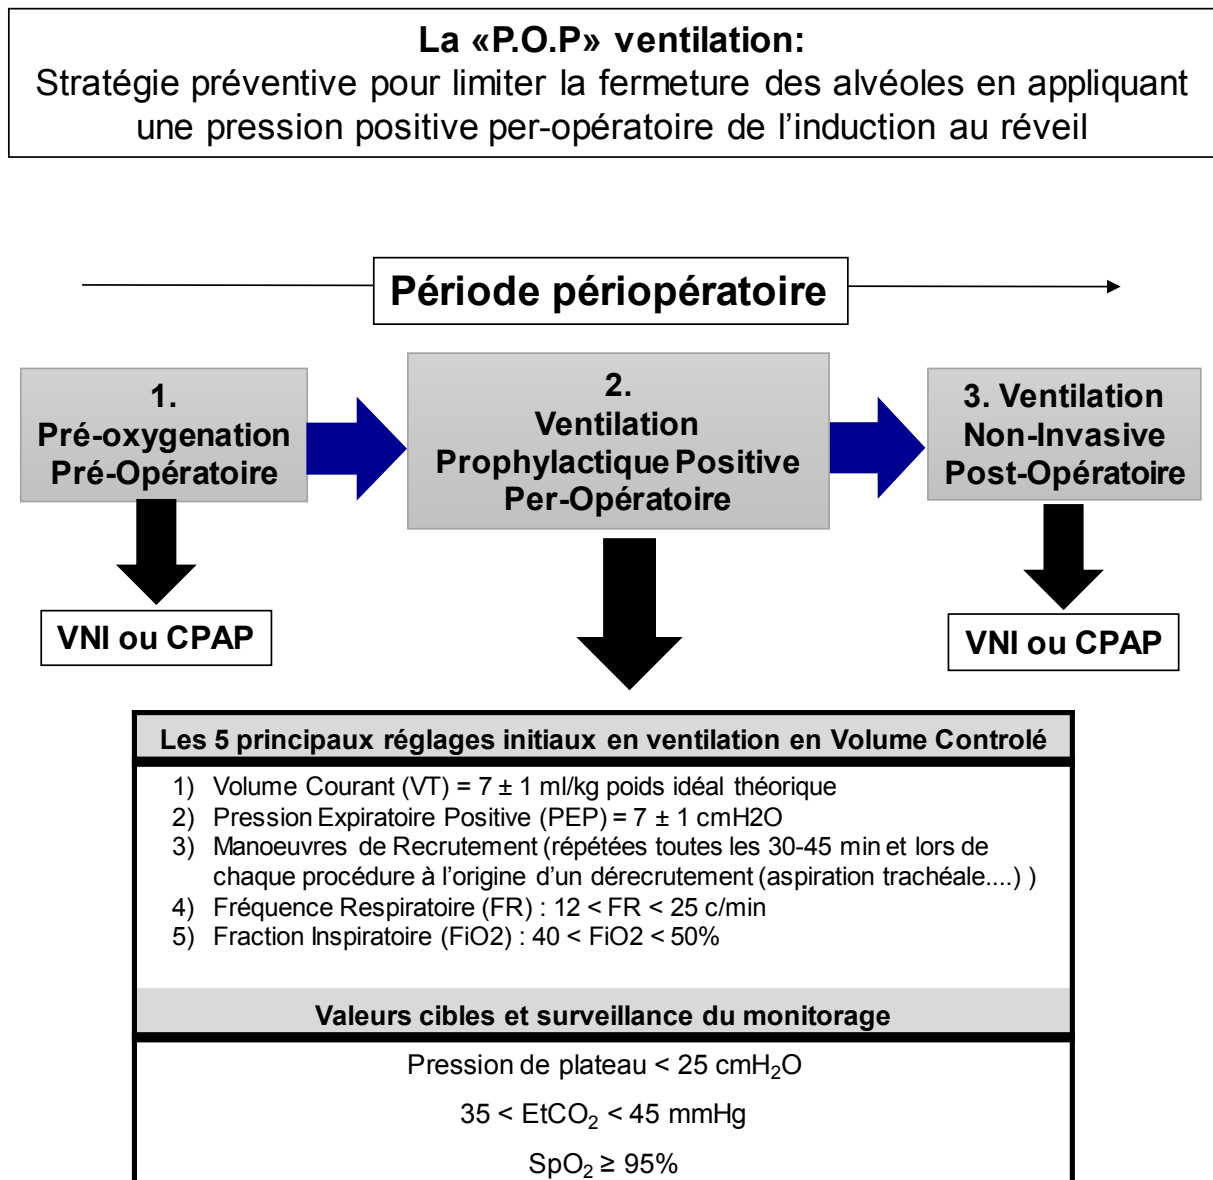 La «P.O.P» ventilation:
Stratégie préventive pour limiter la fermeture des alvéoles en appliquant
une pression positive per-opératoire de l’induction au réveil
Période périopératoire
1.
Pré-oxygenation
Pré-Opératoire
2.
Ventilation
Prophylactique Positive
Per-Opératoire
3. Ventilation
Non-Invasive
Post-Opératoire
VNI ou CPAP
VNI ou CPAP
Les 5 principaux réglages initiaux en ventilation en Volume Controlé
1) Volume Courant (VT) = 7 ± 1 ml/kg poids idéal théorique
2) Pression Expiratoire Positive (PEP) = 7 ± 1 cmH2O
3) Manoeuvres de Recrutement (répétées toutes les 30-45 min et lors de
chaque procédure à l’origine d’un dérecrutement (aspiration trachéale....) )
4) Fréquence Respiratoire (FR) : 12 < FR < 25 c/min
5) Fraction Inspiratoire (FiO2) : 40 < FiO2 < 50%
Valeurs cibles et surveillance du monitorage
Pression de plateau < 25 cmH₂O
35 < EtCO₂ < 45 mmHg
SpO₂ ≥ 95%